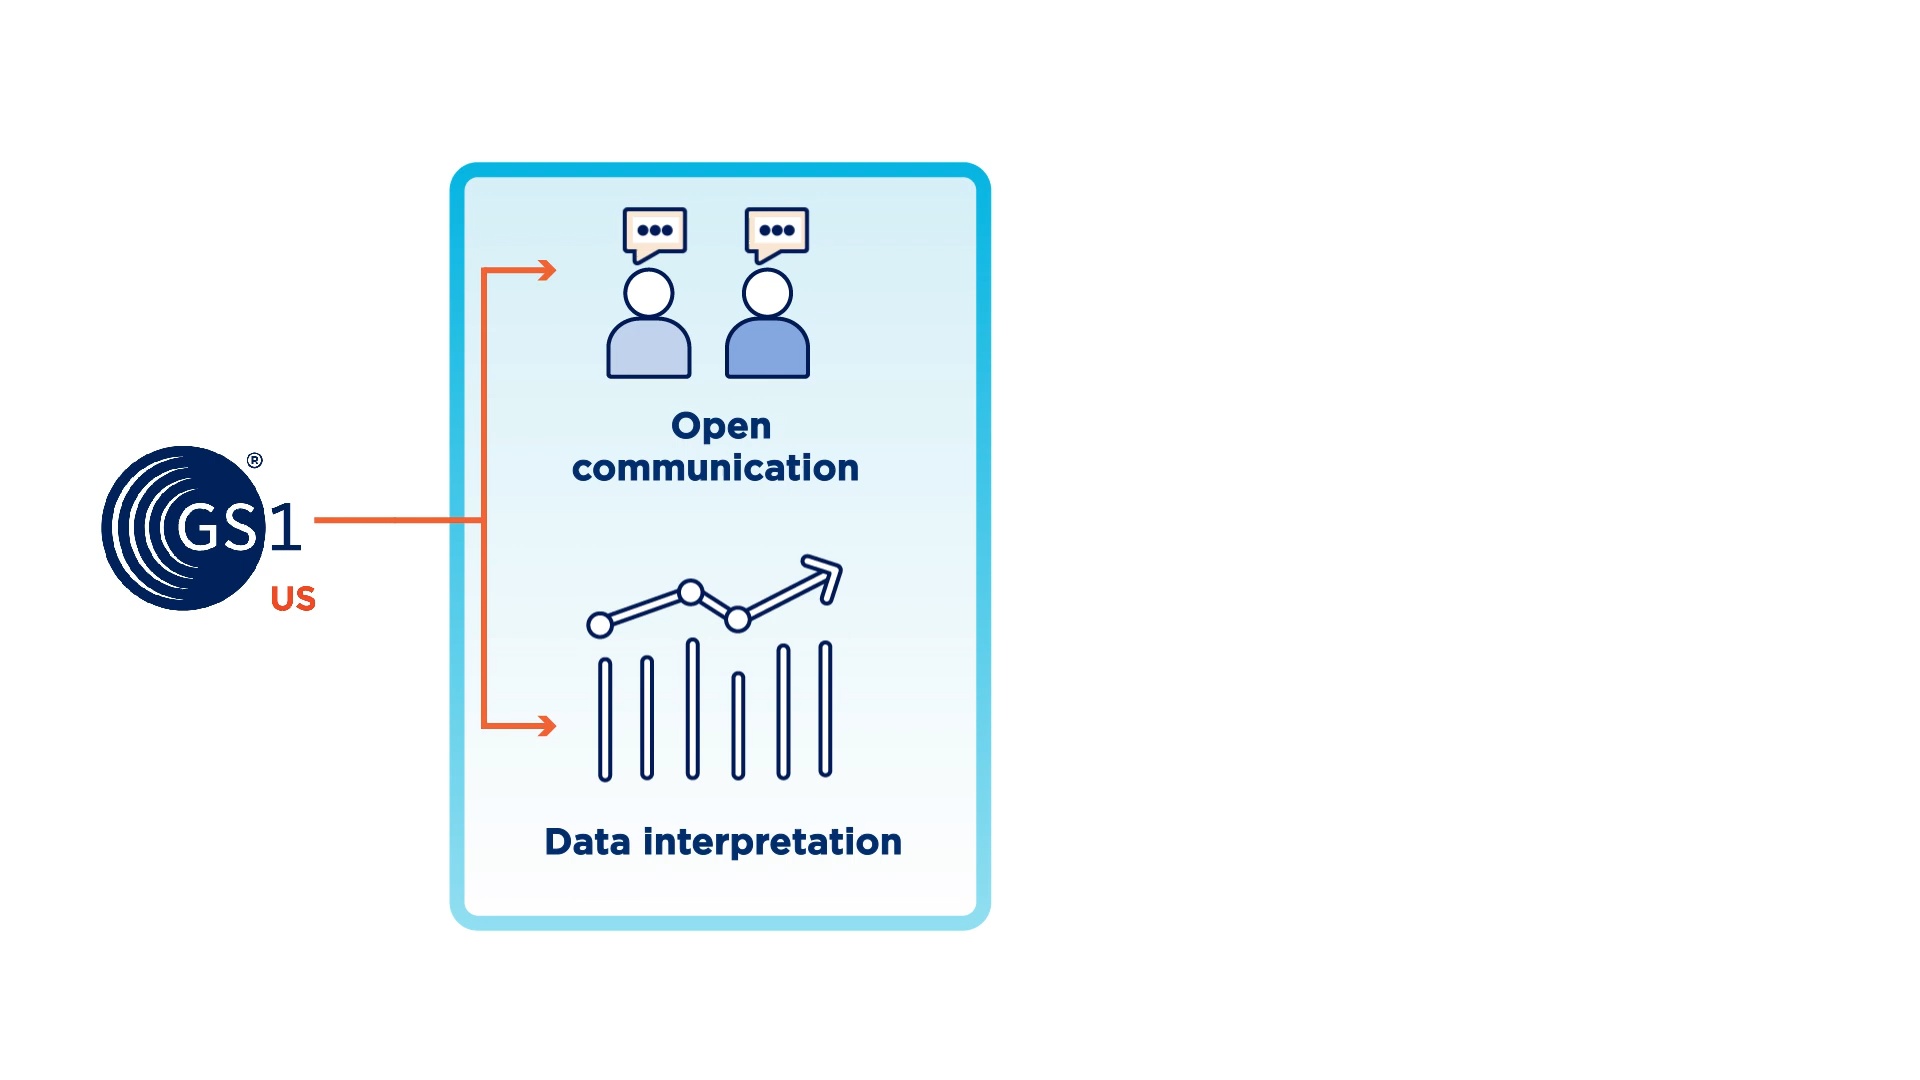 GS1®
US
Open
communication
Data interpretation